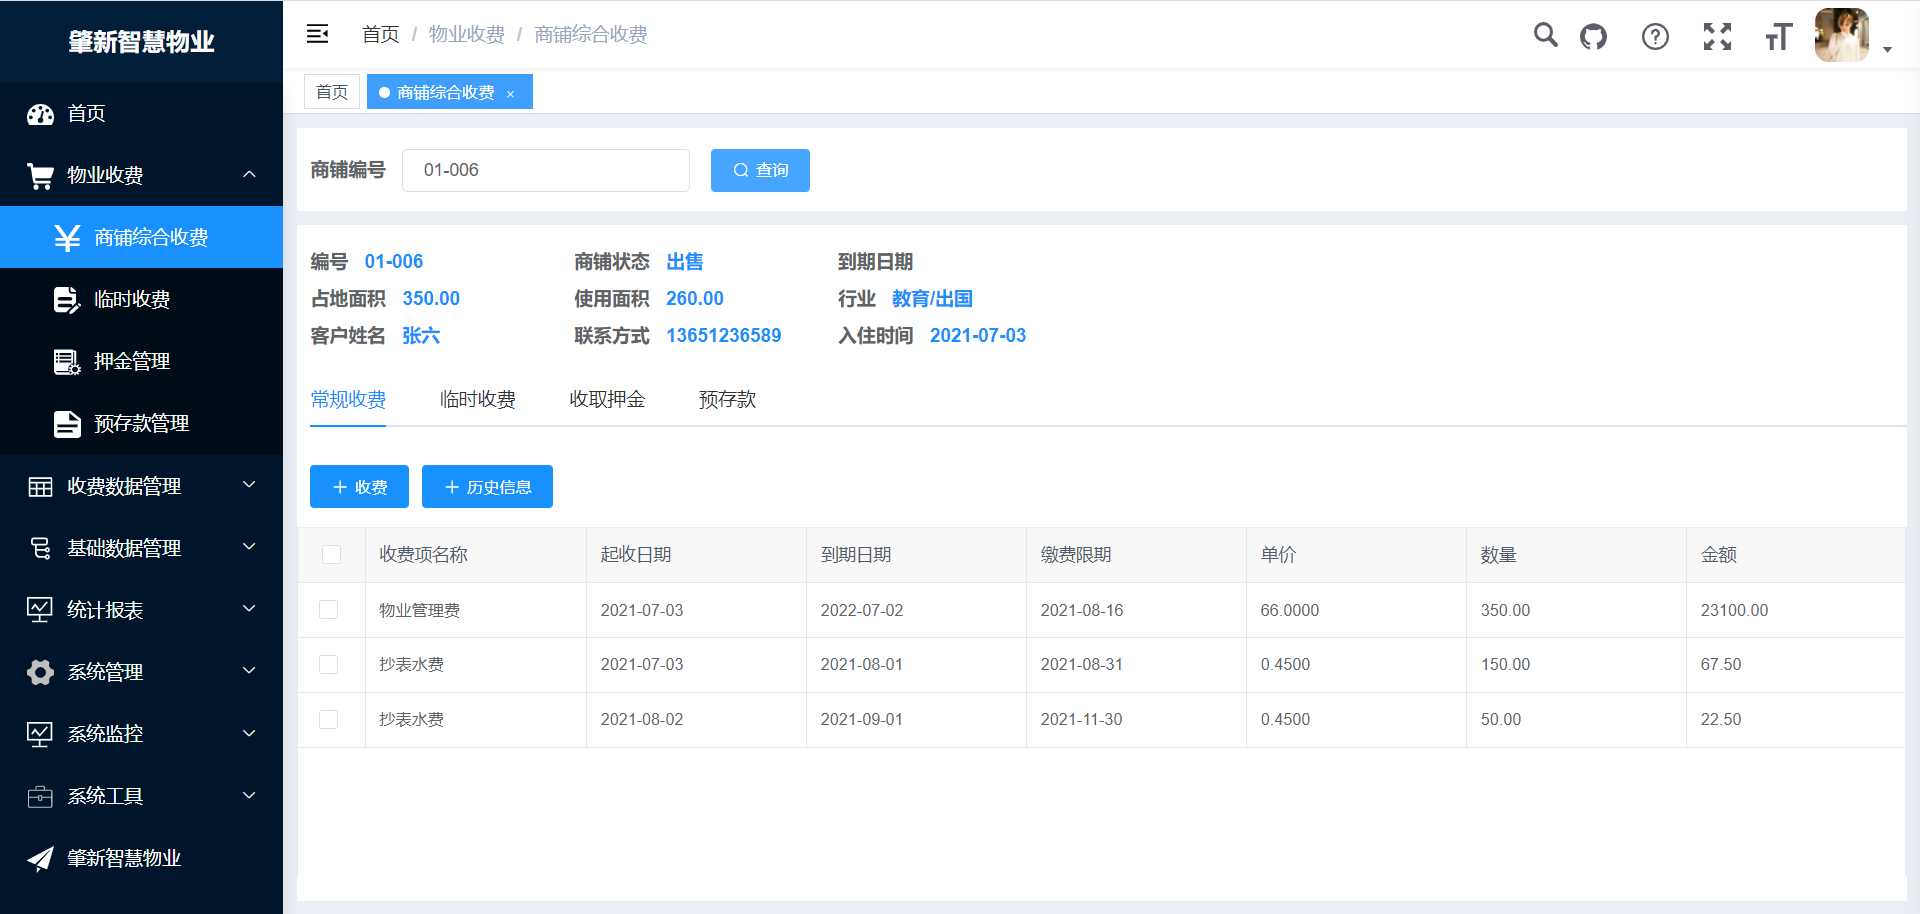 肇新智慧物业
首页
物业收费
商铺综合收费
临时收费
押金管理
预存款管理
收费数据管理
基础数据管理
统计报表
系统管理
系统监控
系统工具
肇新智慧物业
首页 / 物业收费 / 商铺综合收费
首页 商铺综合收费 ×
商铺编号 01-006 查询
编号 01-006 商铺状态 出售 到期日期
占地面积 350.00 使用面积 260.00 行业 教育/出国
客户姓名 张六 联系方式 13651236589 入住时间 2021-07-03
常规收费 临时收费 收取押金 预存款
+ 收费 + 历史信息
收费项名称 起收日期 到期日期 缴费限期 单价 数量 金额
物业管理费 2021-07-03 2022-07-02 2021-08-16 66.0000 350.00 23100.00
抄表水费 2021-07-03 2021-08-01 2021-08-31 0.4500 150.00 67.50
抄表水费 2021-08-02 2021-09-01 2021-11-30 0.4500 50.00 22.50